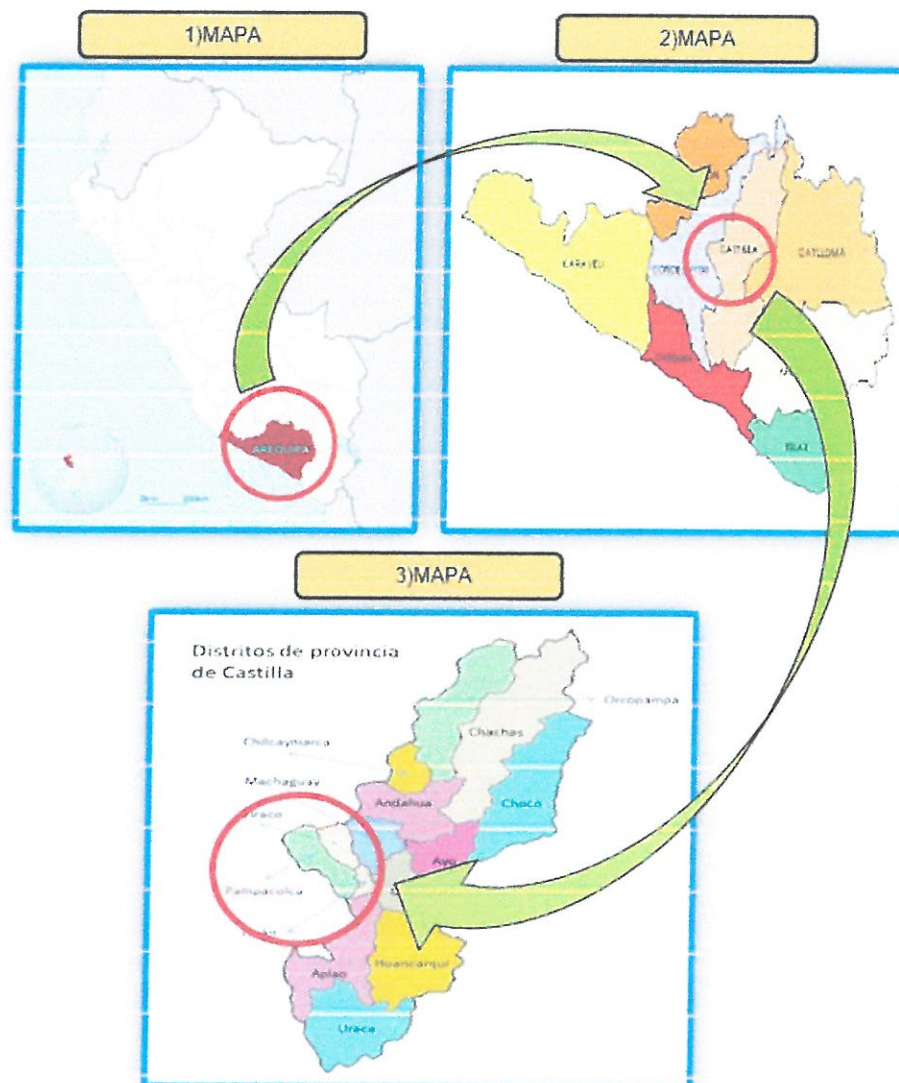 1)MAPA
2)MAPA
AREQUIPA
CASTILLA
KARAVELI
CAYLLOMA
ISLAY
3)MAPA
Distritos de provincia
de Castilla
Orcopampa
Chachas
Chilcaymarca
Machaguay
Andahua
Choco
Viraco
Ayo
Pampacolca
Huancarqui
Aplao
Uraca